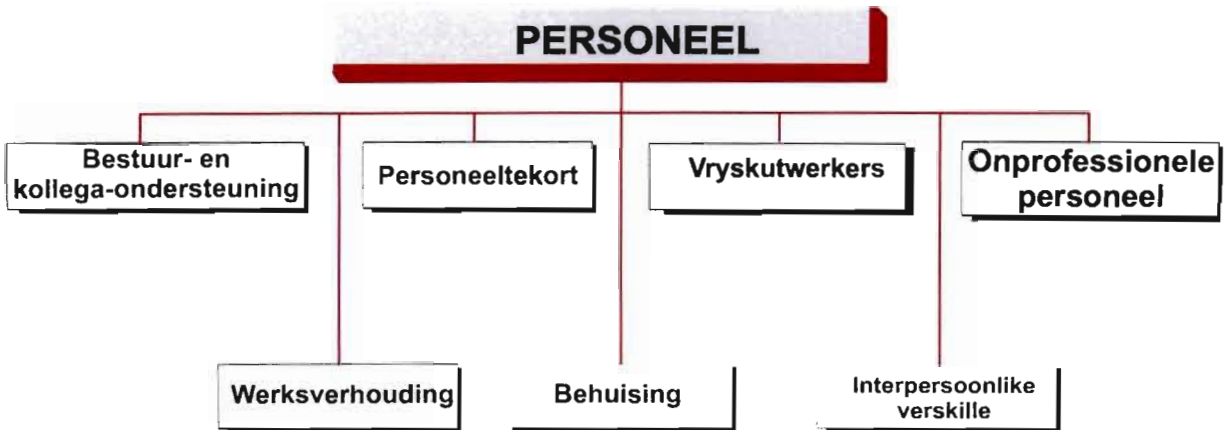 PERSONEEL
Bestuur- en
kollega-ondersteuning
Personeeltekort
Vryskutwerkers
Onprofessionele
personeel
Werksverhouding
Behuising
Interpersoonlike
verskille